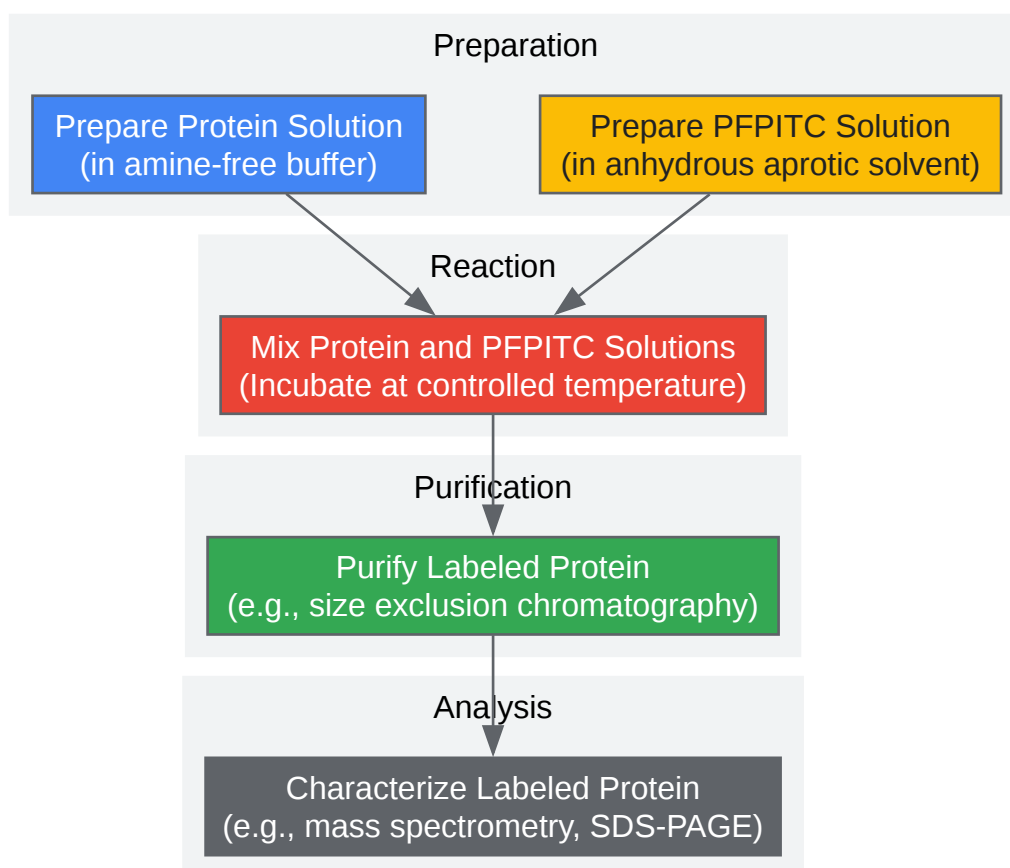 Preparation
Prepare Protein Solution
(in amine-free buffer)
Prepare PFPITC Solution
(in anhydrous aprotic solvent)
Reaction
Mix Protein and PFPITC Solutions
(Incubate at controlled temperature)
Purification
Purify Labeled Protein
(e.g., size exclusion chromatography)
Analysis
Characterize Labeled Protein
(e.g., mass spectrometry, SDS-PAGE)